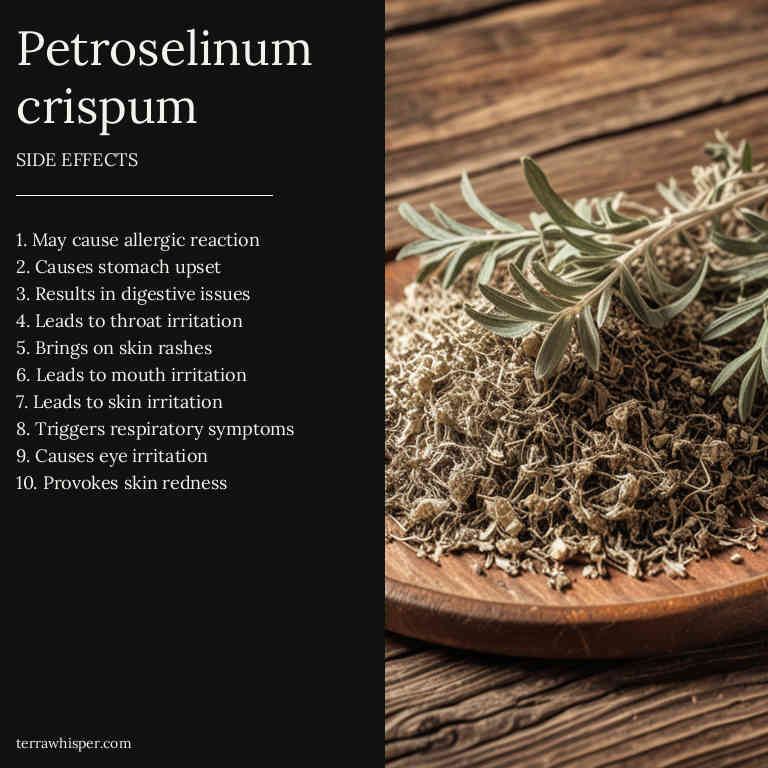 Petroselinum
crispum
SIDE EFFECTS
1. May cause allergic reaction
2. Causes stomach upset
3. Results in digestive issues
4. Leads to throat irritation
5. Brings on skin rashes
6. Leads to mouth irritation
7. Leads to skin irritation
8. Triggers respiratory symptoms
9. Causes eye irritation
10. Provokes skin redness
terrawhisper.com